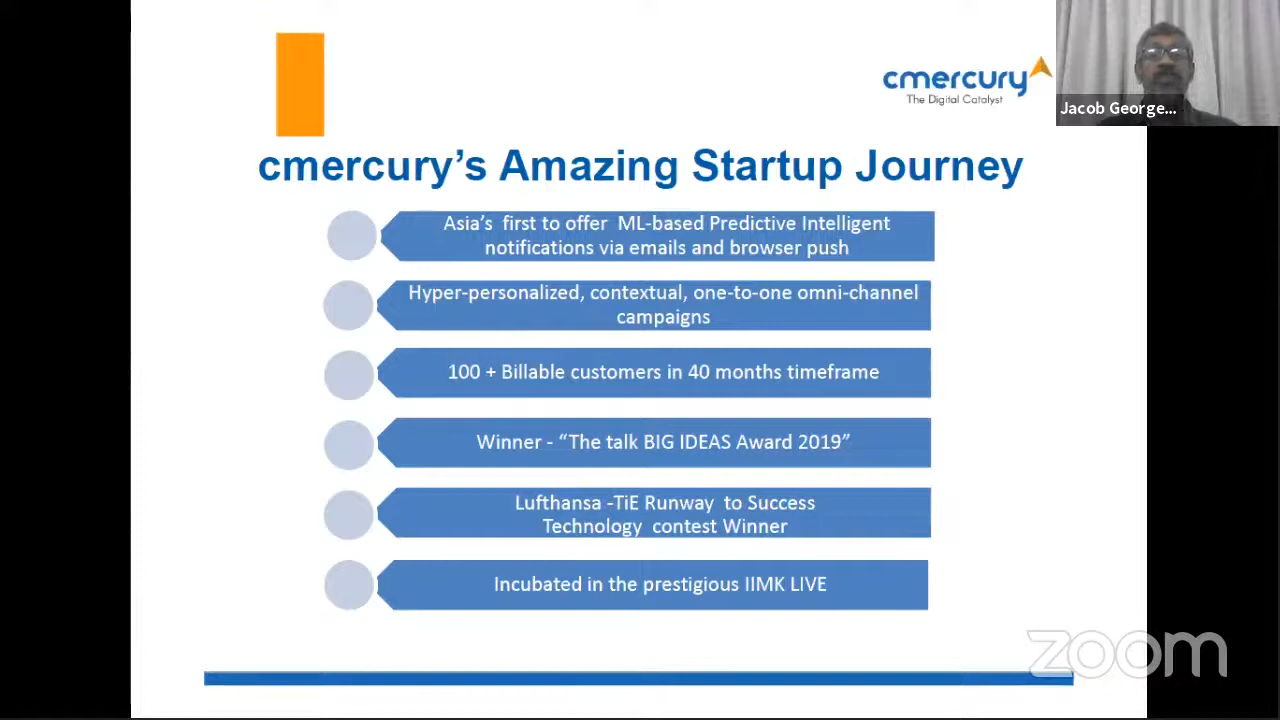 cmercury
The Digital Catalyst
Jacob George...
cmercury’s Amazing Startup Journey
Asia’s first to offer ML-based Predictive Intelligent
notifications via emails and browser push
Hyper-personalized, contextual, one-to-one omni-channel
campaigns
100 + Billable customers in 40 months timeframe
Winner - “The talk BIG IDEAS Award 2019”
Lufthansa -TiE Runway to Success
Technology contest Winner
Incubated in the prestigious IIMK LIVE
zoom